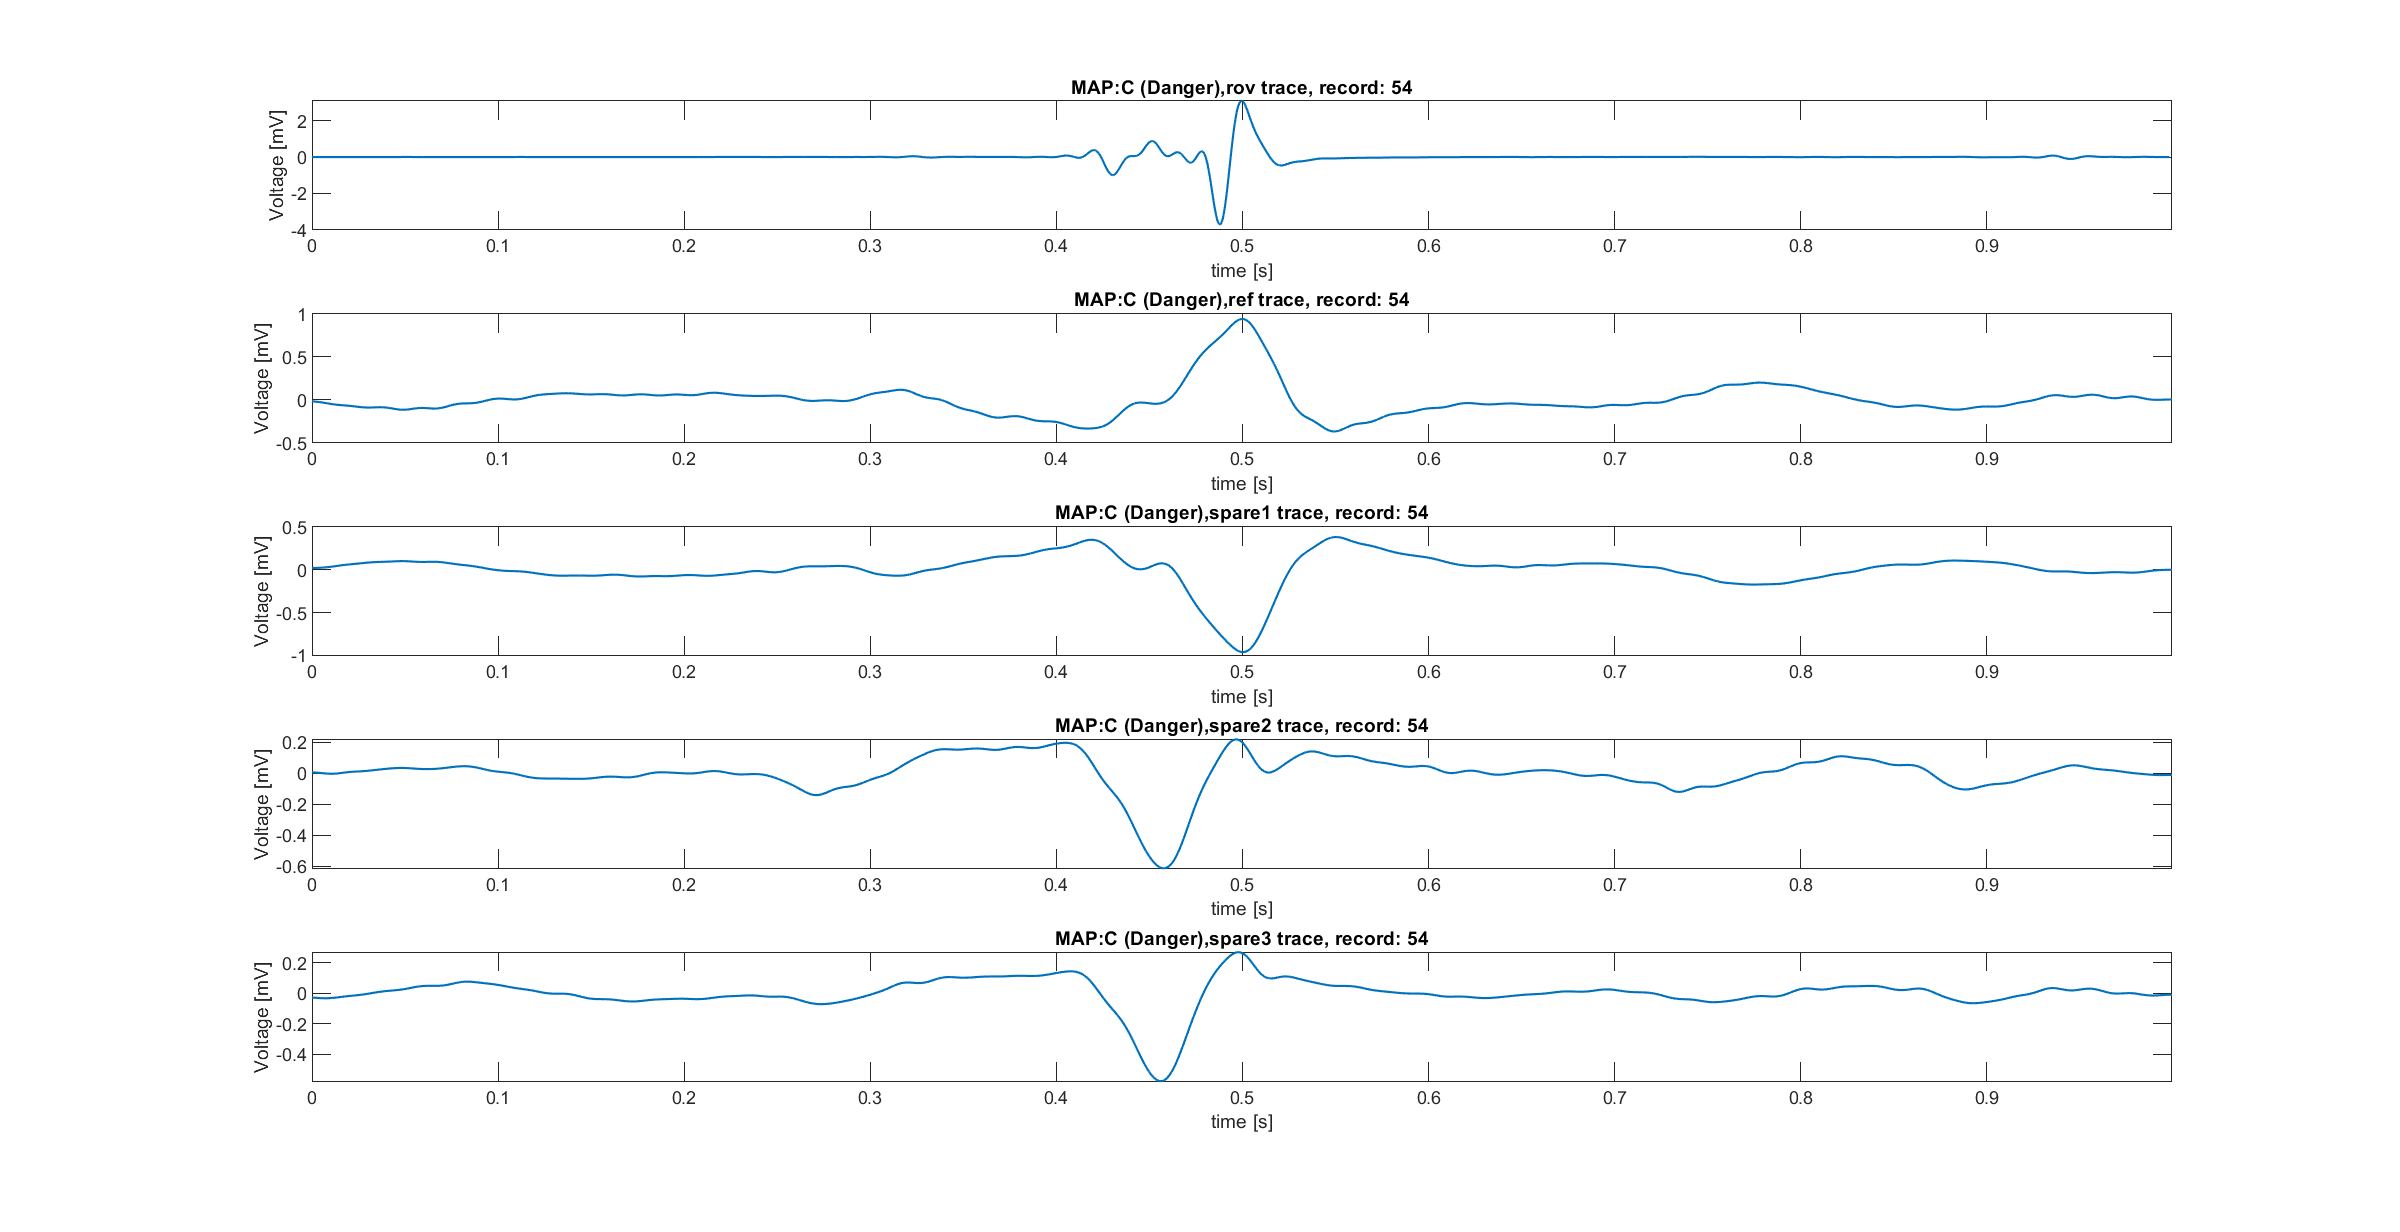 MAP:C (Danger),rov trace, record: 54
Voltage [mV]
2
0
-2
-4
0 0.1 0.2 0.3 0.4 0.5 0.6 0.7 0.8 0.9
time [s]
MAP:C (Danger),ref trace, record: 54
Voltage [mV]
1
0.5
0
-0.5
0 0.1 0.2 0.3 0.4 0.5 0.6 0.7 0.8 0.9
time [s]
MAP:C (Danger),spare1 trace, record: 54
Voltage [mV]
0.5
0
-0.5
-1
0 0.1 0.2 0.3 0.4 0.5 0.6 0.7 0.8 0.9
time [s]
MAP:C (Danger),spare2 trace, record: 54
Voltage [mV]
0.2
0
-0.2
-0.4
-0.6
0 0.1 0.2 0.3 0.4 0.5 0.6 0.7 0.8 0.9
time [s]
MAP:C (Danger),spare3 trace, record: 54
Voltage [mV]
0.2
0
-0.2
-0.4
0 0.1 0.2 0.3 0.4 0.5 0.6 0.7 0.8 0.9
time [s]